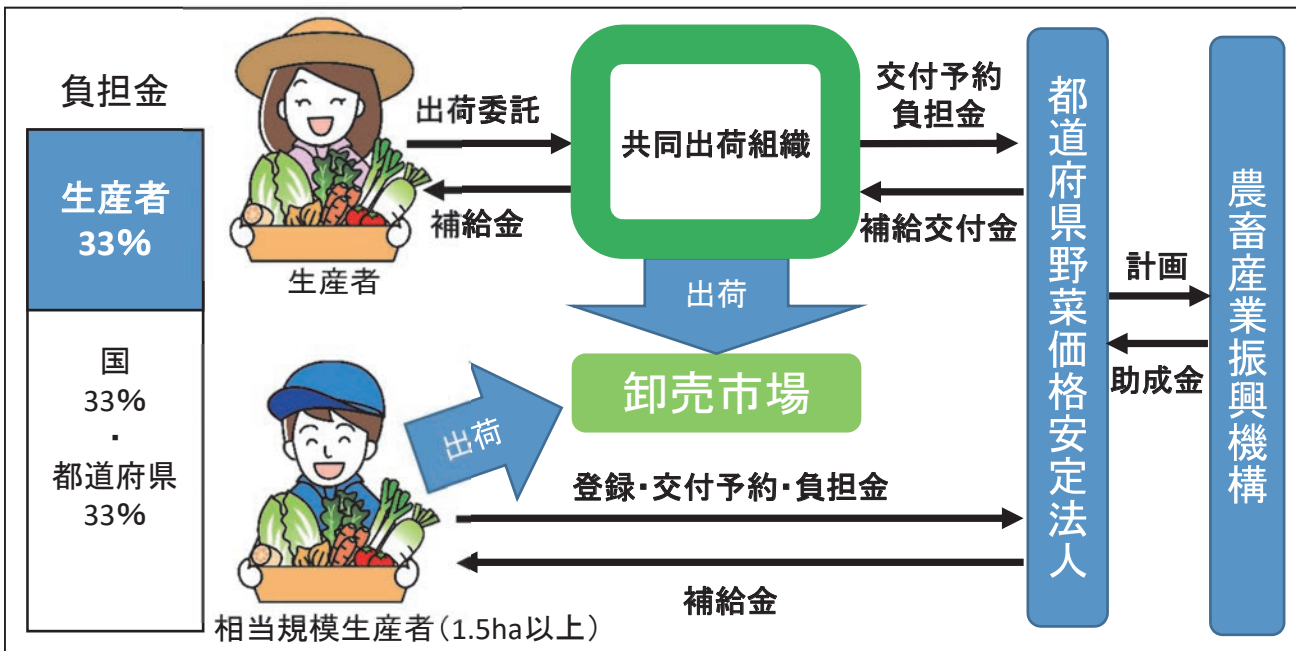 負担金
生産者
33%
国
33%
・
都道府県
33%
出荷委託
補給金
生産者
共同出荷組織
交付予約
負担金
補給交付金
出荷
卸売市場
出荷
登録・交付予約・負担金
補給金
相当規模生産者（1.5ha以上）
都道府県野菜価格安定法人
計画
助成金
農畜産業振興機構